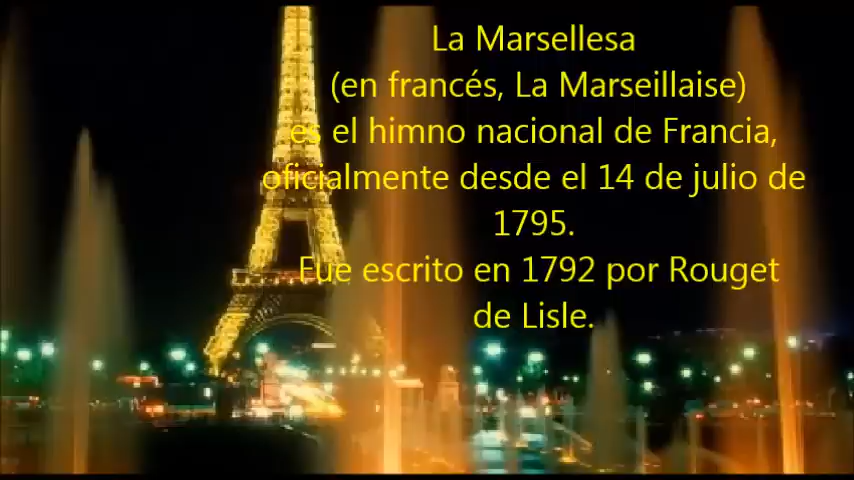 La Marsellesa
(en francés, La Marseillaise)
es el himno nacional de Francia,
oficialmente desde el 14 de julio de
1795.
Fue escrito en 1792 por Rouget
de Lisle.